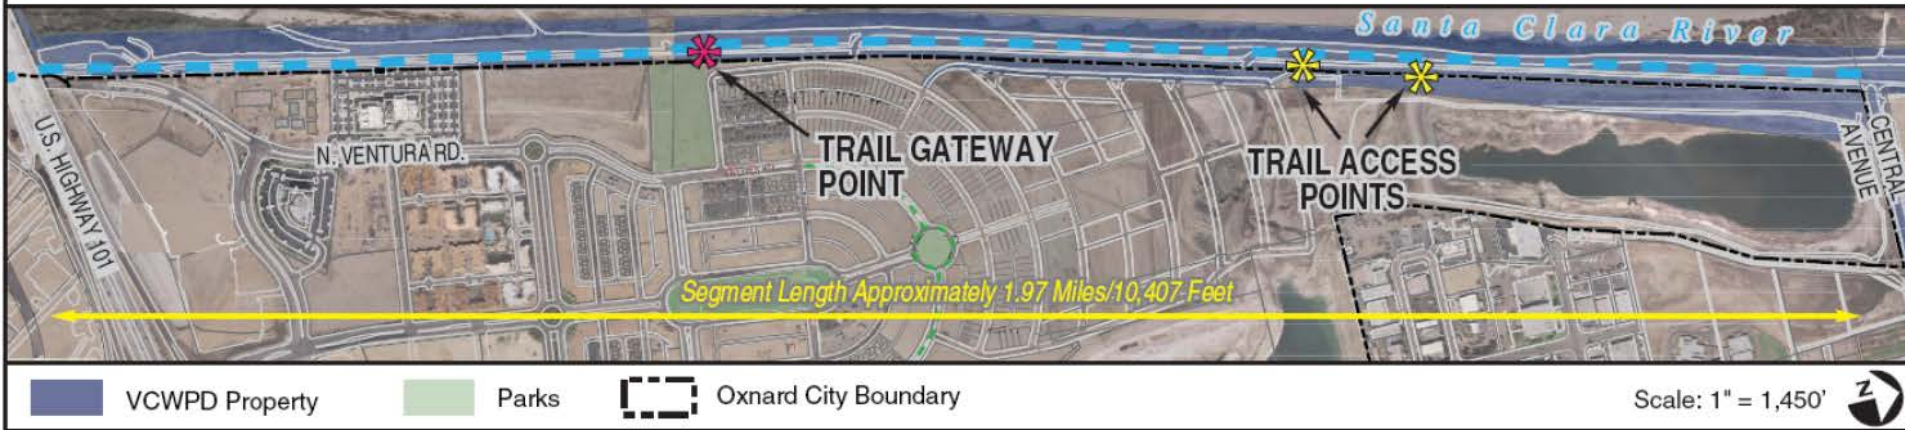 Santa Clara River
U.S. HIGHWAY 101
N. VENTURA RD.
TRAIL GATEWAY
POINT
TRAIL ACCESS
POINTS
CENTRAL
AVENUE
Segment Length Approximately 1.97 Miles/10,407 Feet
VCWPD Property
Parks
Oxnard City Boundary
Scale: 1" = 1,450'
N